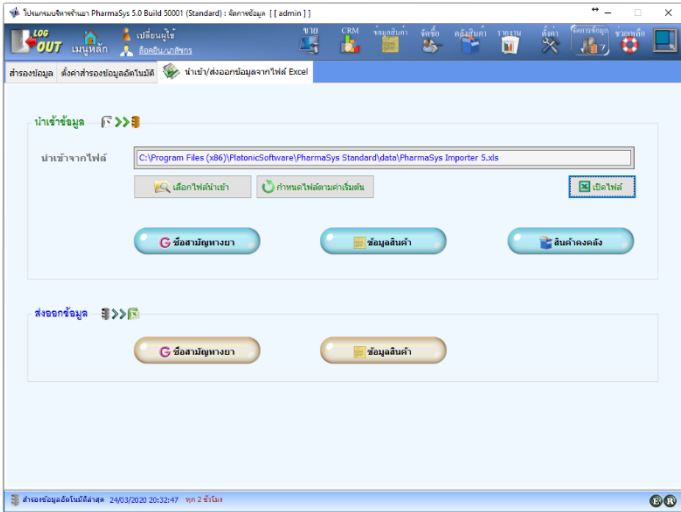 โปรแกรมบริหารร้านยา PharmaSys 5.0 Build 50001 (Standard) : จัดการข้อมูล [ [ admin ] ]
LOG OUT เมนูหลัก เปลี่ยนผู้ใช้ ล็อคอิน/เภสัชกร ขาย CRM ข้อมูลสินค้า จัดซื้อ คลังสินค้า รายงาน ตั้งค่า จัดการข้อมูล ช่วยเหลือ
สำรองข้อมูล ตั้งค่าสำรองข้อมูลอัตโนมัติ นำเข้า/ส่งออกข้อมูลจากไฟล์ Excel
นำเข้าข้อมูล
นำเข้าจากไฟล์ C:\Program Files (x86)\PlatonicSoftware\PharmaSys Standard\data\PharmaSys Importer 5.xls
เลือกไฟล์นำเข้า กำหนดไฟล์ตามค่าเริ่มต้น เปิดไฟล์
G ชื่อสามัญทางยา ข้อมูลสินค้า สินค้าคงคลัง
ส่งออกข้อมูล
G ชื่อสามัญทางยา ข้อมูลสินค้า
สำรองข้อมูลอัตโนมัติล่าสุด 24/03/2020 20:32:47 ทุก 2 ชั่วโมง E R